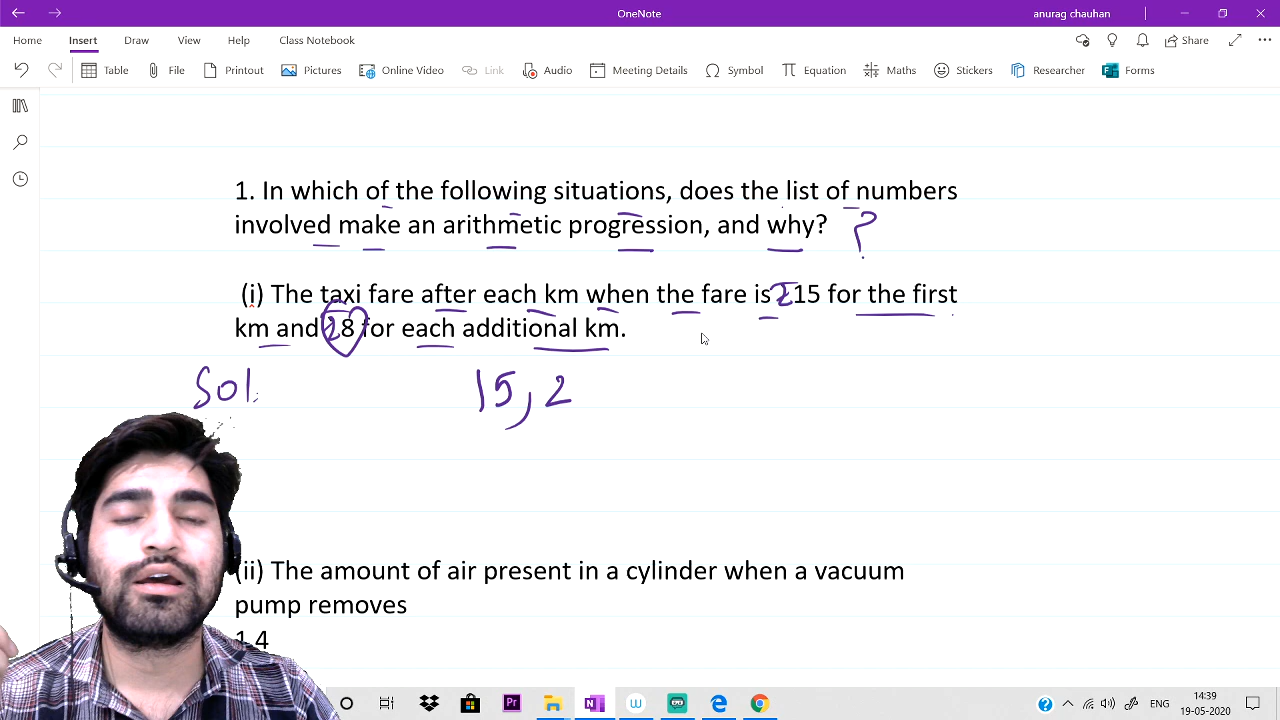 OneNote
anurag chauhan
Home Insert Draw View Help Class Notebook
Share
Table File Printout Pictures Online Video Link Audio Meeting Details Symbol Equation Maths Stickers Researcher Forms
1. In which of the following situations, does the list of numbers
involved make an arithmetic progression, and why? ?
(i) The taxi fare after each km when the fare is ₹15 for the first
km and ₹8 for each additional km.
Sol.
15, 2
(ii) The amount of air present in a cylinder when a vacuum
pump removes
1 4
14:39
ENG
19-05-2020